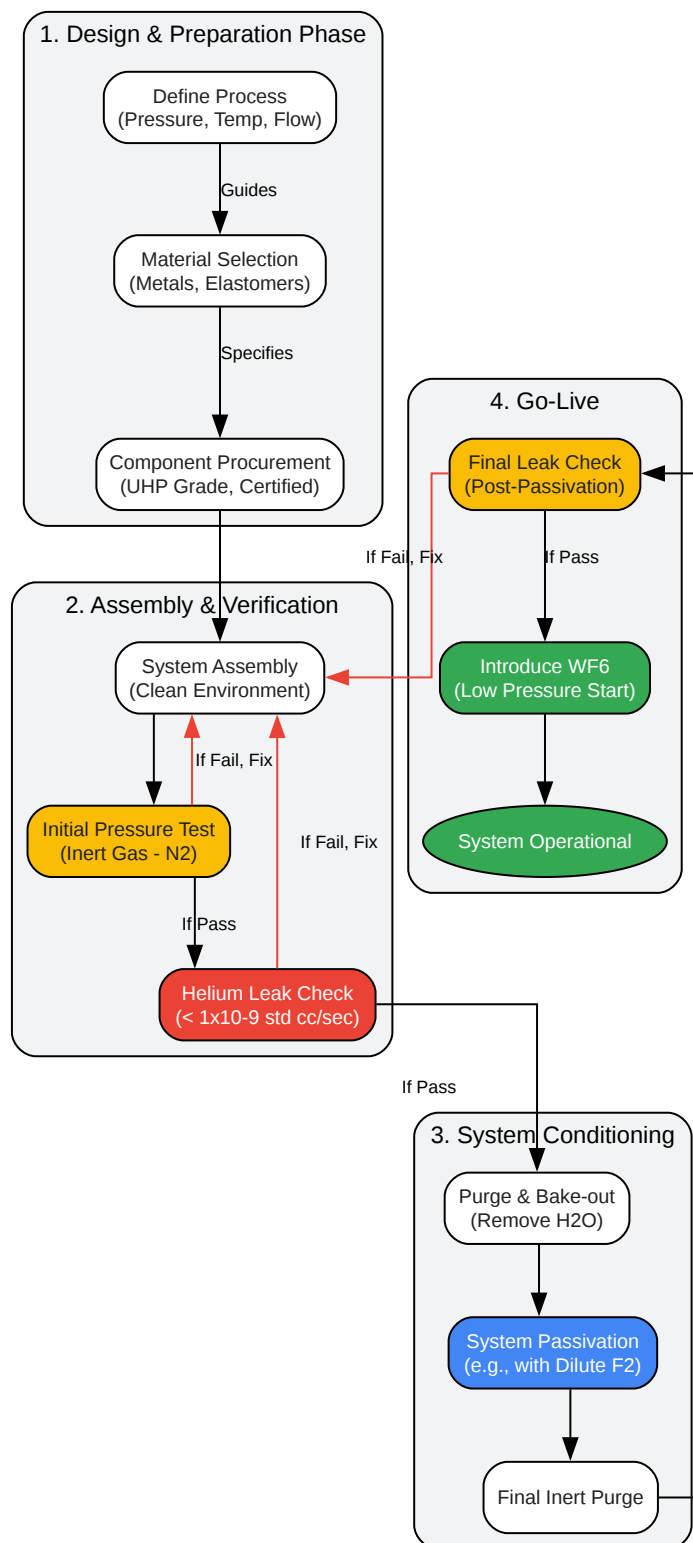 1. Design & Preparation Phase
Define Process
(Pressure, Temp, Flow)
Guides
Material Selection
(Metals, Elastomers)
Specifies
Component Procurement
(UHP Grade, Certified)
2. Assembly & Verification
System Assembly
(Clean Environment)
If Fail, Fix
Initial Pressure Test
(Inert Gas - N2)
If Fail, Fix
If Pass
Helium Leak Check
(< 1x10-9 std cc/sec)
If Pass
3. System Conditioning
Purge & Bake-out
(Remove H2O)
System Passivation
(e.g., with Dilute F2)
Final Inert Purge
4. Go-Live
Final Leak Check
(Post-Passivation)
If Fail, Fix
If Pass
Introduce WF6
(Low Pressure Start)
System Operational